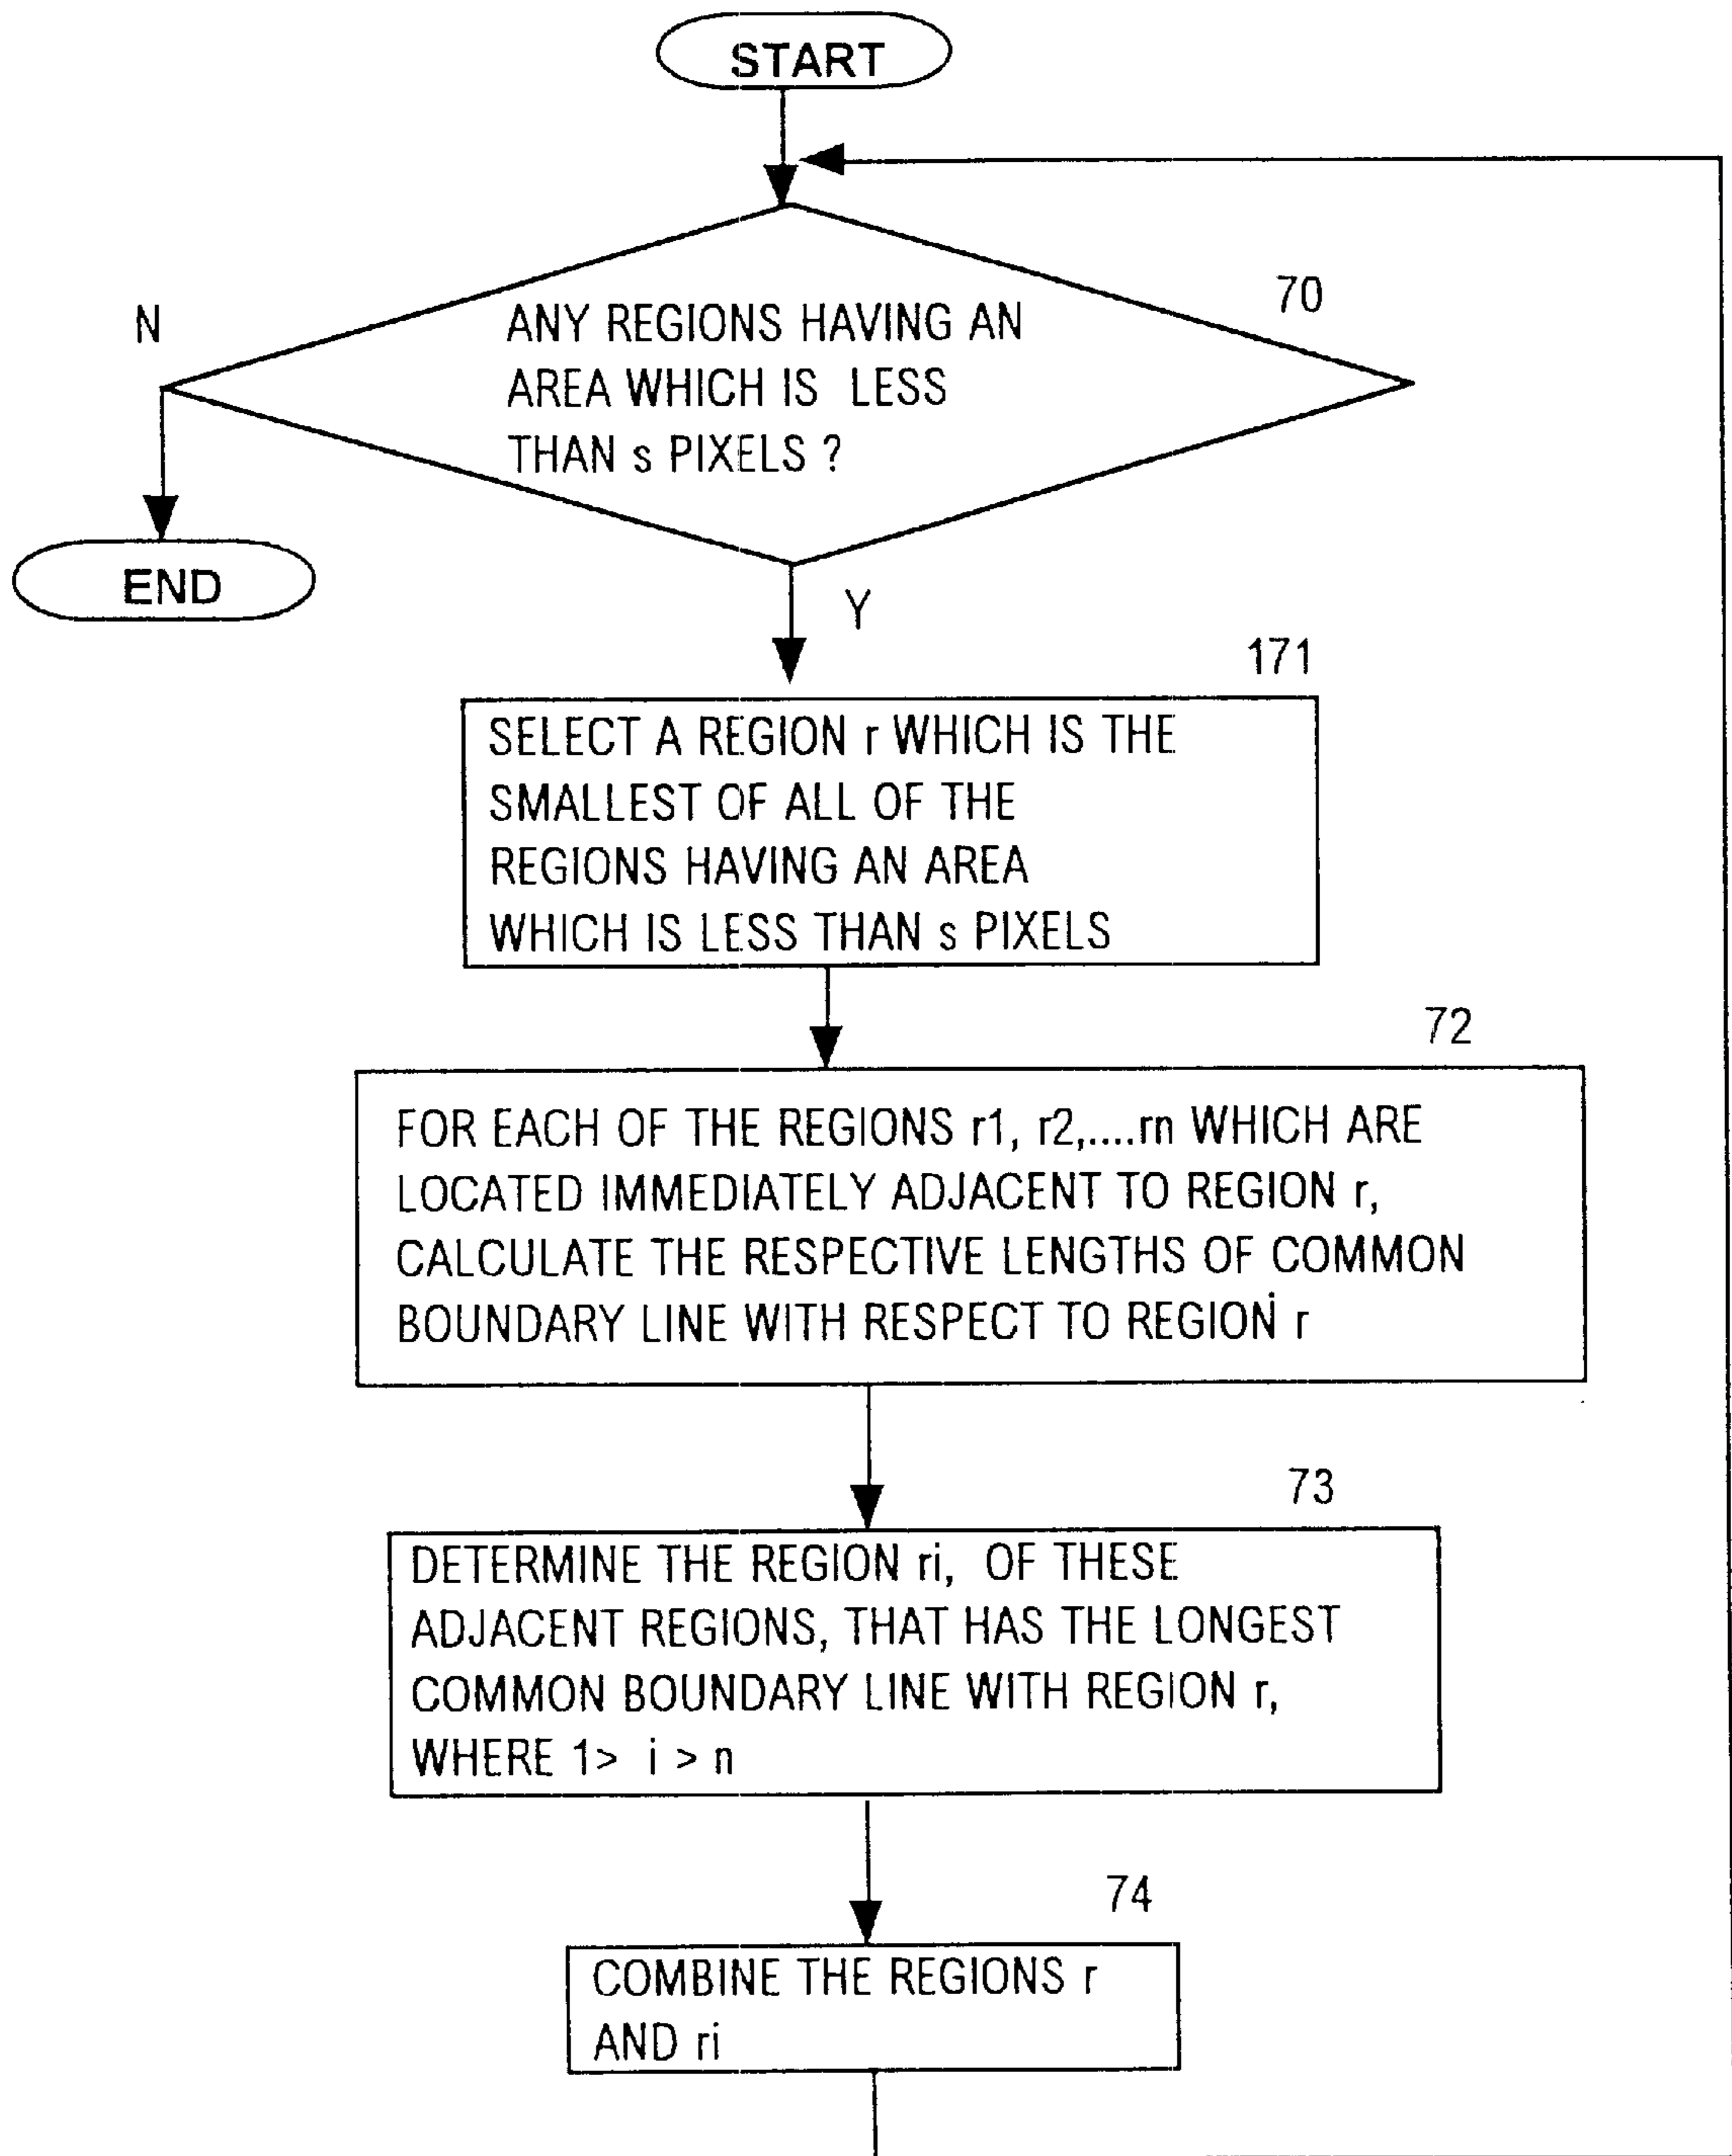 START
N
70
ANY REGIONS HAVING AN
AREA WHICH IS LESS
THAN s PIXELS ?
END
Y
171
SELECT A REGION r WHICH IS THE
SMALLEST OF ALL OF THE
REGIONS HAVING AN AREA
WHICH IS LESS THAN s PIXELS
72
FOR EACH OF THE REGIONS r1, r2,....rn WHICH ARE
LOCATED IMMEDIATELY ADJACENT TO REGION r,
CALCULATE THE RESPECTIVE LENGTHS OF COMMON
BOUNDARY LINE WITH RESPECT TO REGION r
73
DETERMINE THE REGION ri, OF THESE
ADJACENT REGIONS, THAT HAS THE LONGEST
COMMON BOUNDARY LINE WITH REGION r,
WHERE 1> i > n
74
COMBINE THE REGIONS r
AND ri